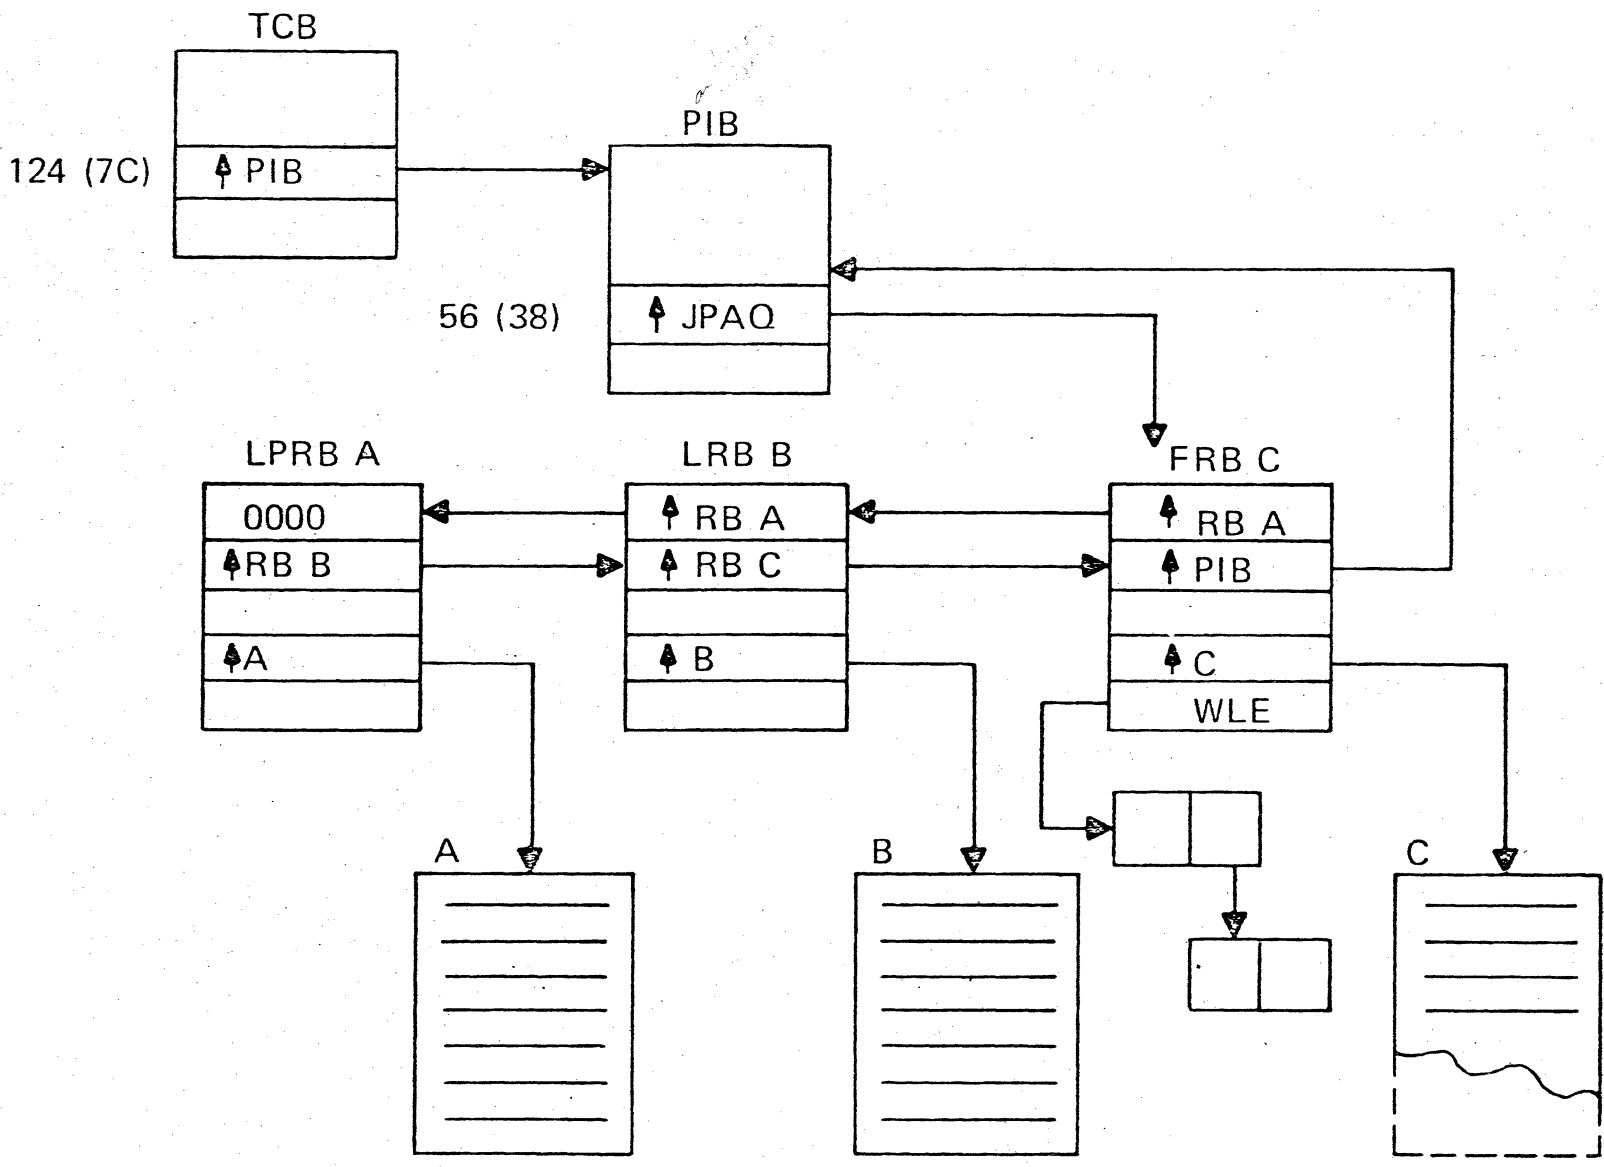 TCB
PIB
124 (7C)
↑ PIB
56 (38)
↑ JPAQ
LPRB A
LRB B
FRB C
0000
↑ RB A
↑ RB A
↑RB B
↑ RB C
↑ PIB
↑A
↑ B
↑ C
WLE
A
B
C